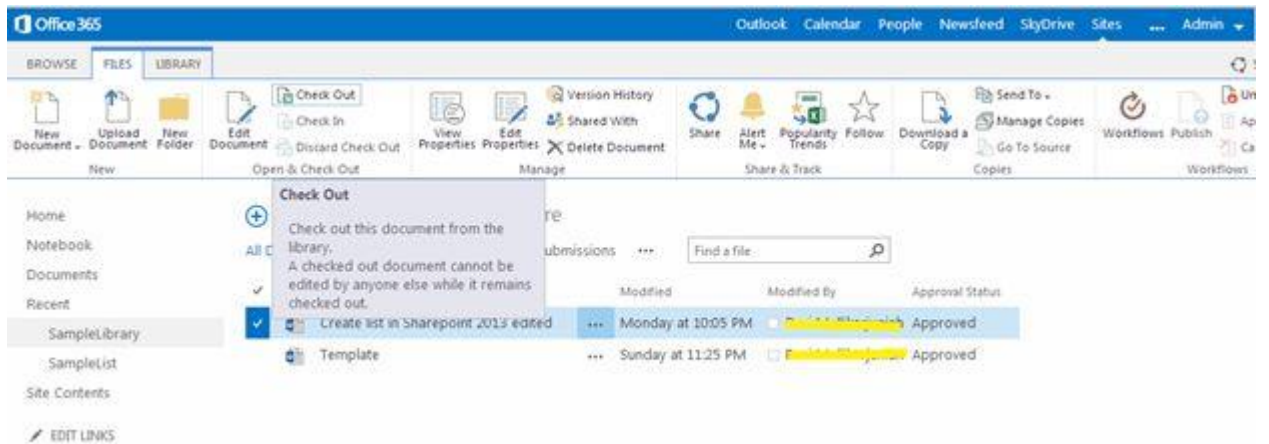 Office 365
Outlook Calendar People Newsfeed SkyDrive Sites ... Admin
BROWSE FILES LIBRARY
New Document
Upload Document
New Folder
New
Edit Document
Check Out
Check In
Discard Check Out
Open & Check Out
View Properties
Edit Properties
Version History
Shared With
Delete Document
Manage
Share
Alert Me
Popularity Trends
Follow
Share & Track
Download a Copy
Send To
Manage Copies
Go To Source
Copies
Workflows
Publish
Workflows
Check Out
Check out this document from the
library.
A checked out document cannot be
edited by anyone else while it remains
checked out.
Home
Notebook
Documents
Recent
SampleLibrary
SampleList
Site Contents
EDIT LINKS
Find a file
Modified Modified By Approval Status
Create list in Sharepoint 2013 edited ... Monday at 10:05 PM Approved
Template ... Sunday at 11:25 PM Approved